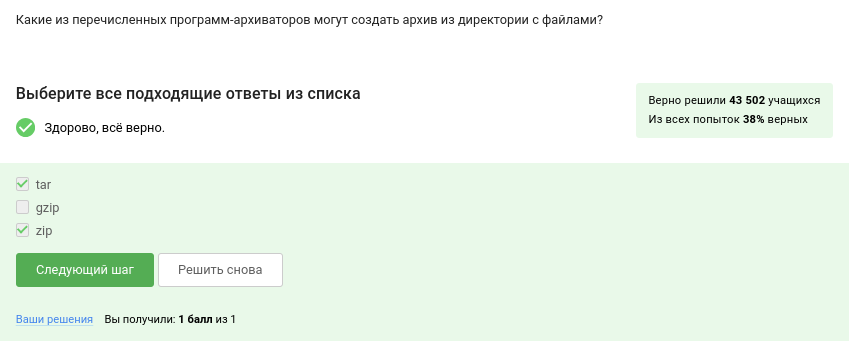 Какие из перечисленных программ-архиваторов могут создать архив из директории с файлами?
Выберите все подходящие ответы из списка
Здорово, всё верно.
Верно решили 43 502 учащихся
Из всех попыток 38% верных
tar
gzip
zip
Следующий шаг
Решить снова
Ваши решения Вы получили: 1 балл из 1